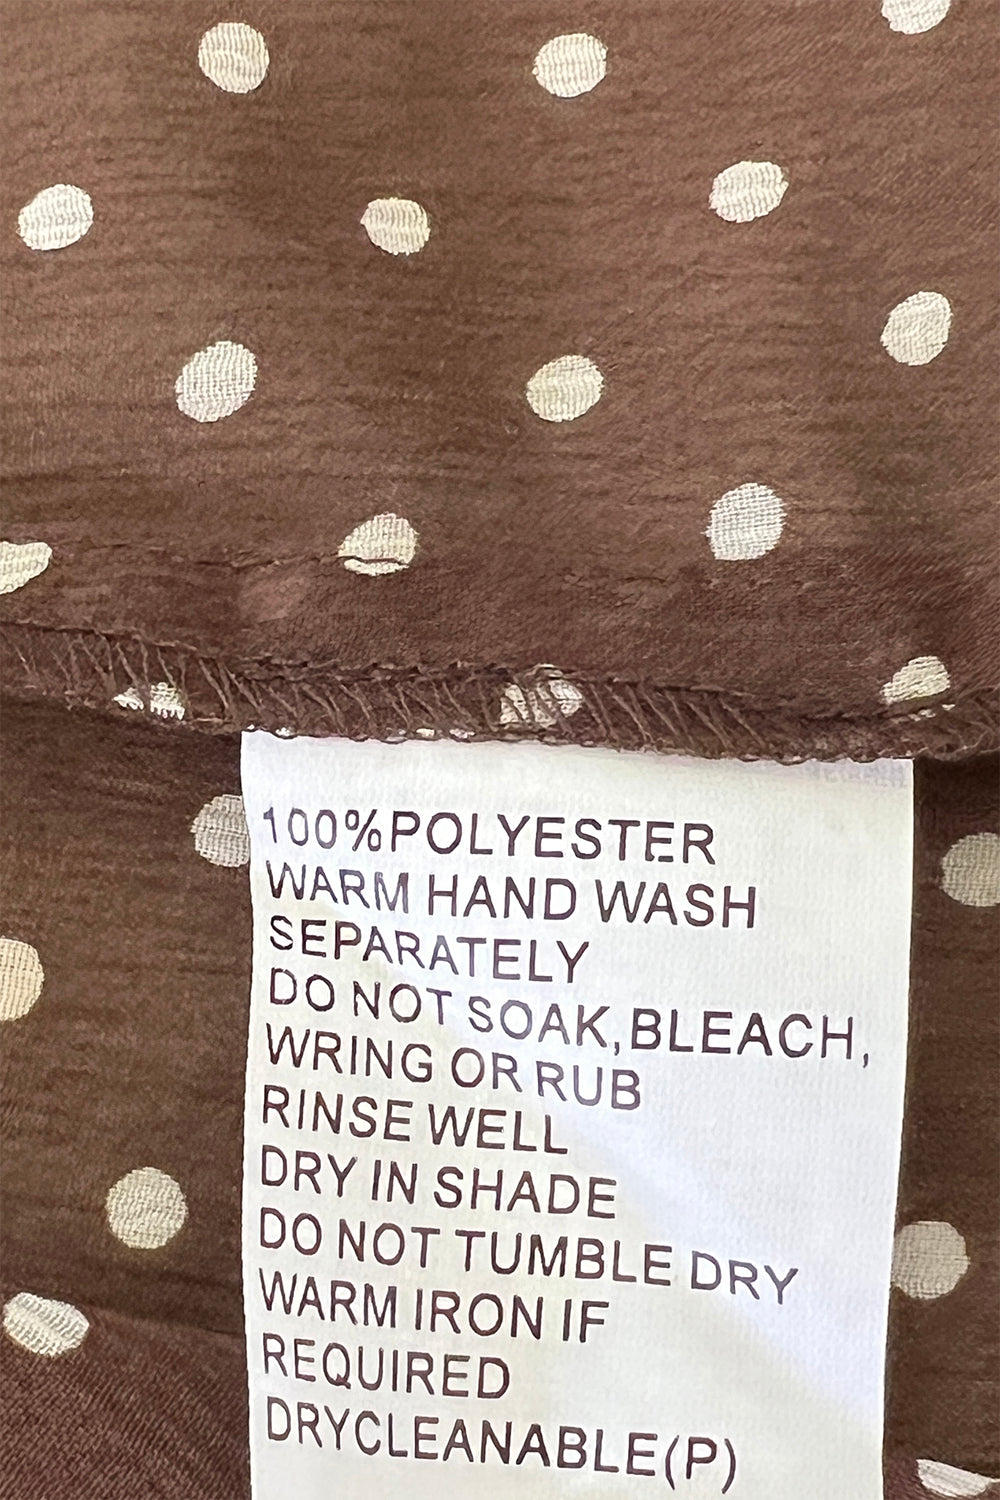 100%POLYESTER
WARM HAND WASH
SEPARATELY
DO NOT SOAK,BLEACH,
WRING OR RUB
RINSE WELL
DRY IN SHADE
DO NOT TUMBLE DRY
WARM IRON IF
REQUIRED
DRYCLEANABLE(P)